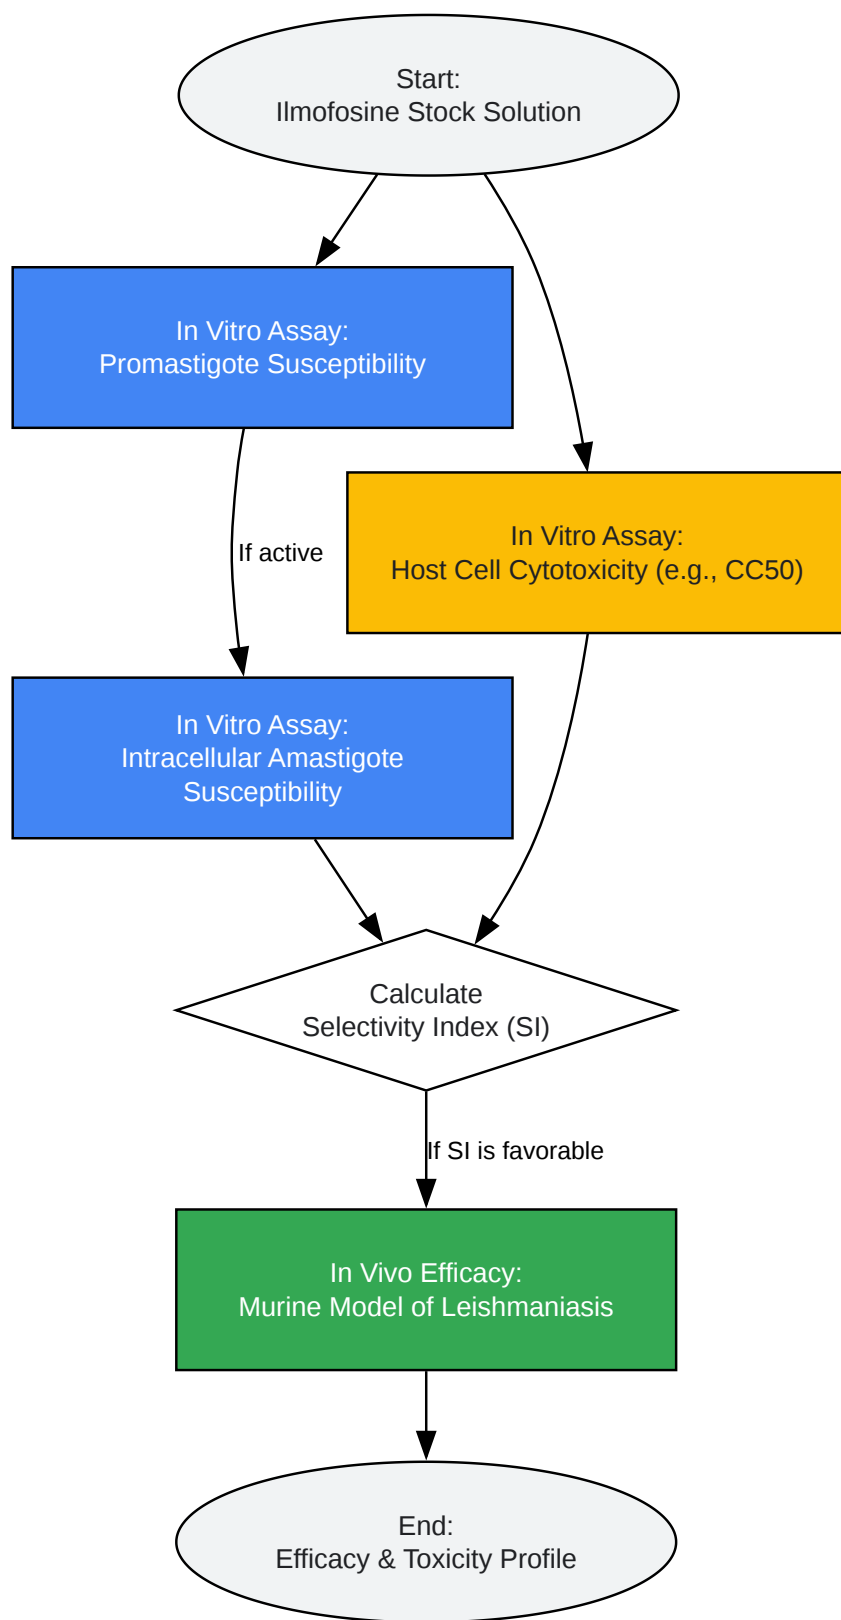 Start:
Ilmofosine Stock Solution
In Vitro Assay:
Promastigote Susceptibility
In Vitro Assay:
Host Cell Cytotoxicity (e.g., CC50)
If active
In Vitro Assay:
Intracellular Amastigote
Susceptibility
Calculate
Selectivity Index (SI)
If SI is favorable
In Vivo Efficacy:
Murine Model of Leishmaniasis
End:
Efficacy & Toxicity Profile